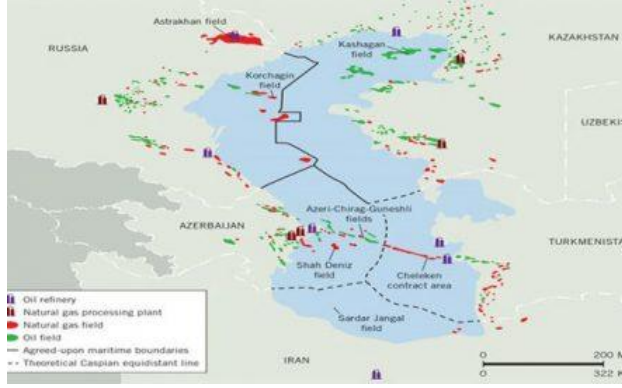 Astrakhan field
RUSSIA
Kashagan
field
KAZAKHSTAN
Korchagin
field
UZBEKIS
Azeri-Chirag-Guneshli
fields
AZERBAIJAN
TURKMENISTA
Shah Deniz
field
Cheleken
contract area
Sardar Jangal
field
IRAN
Oil refinery
Natural gas processing plant
Natural gas field
Oil field
Agreed-upon maritime boundaries
Theoretical Caspian equidistant line
0 200 M
0 322 K